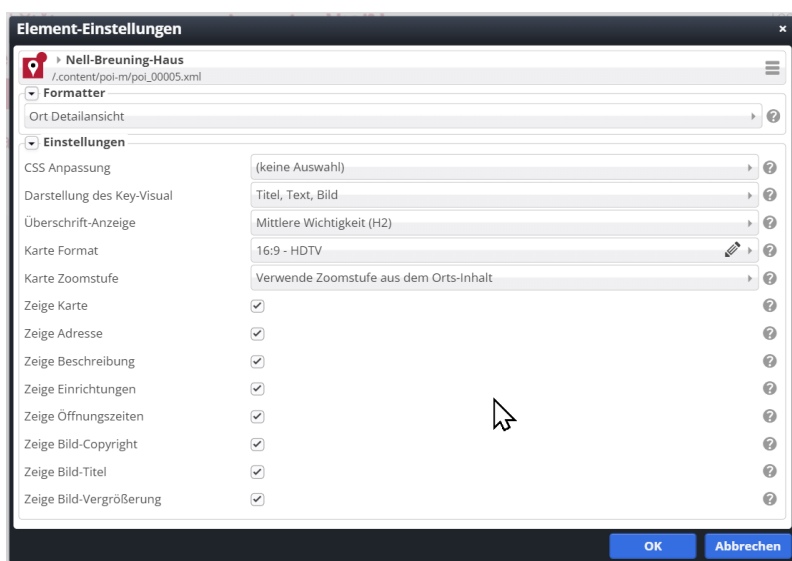 Element-Einstellungen
Nell-Breuning-Haus
/.content/poi-m/poi_00005.xml
Formatter
Ort Detailansicht
Einstellungen
CSS Anpassung (keine Auswahl)
Darstellung des Key-Visual Titel, Text, Bild
Überschrift-Anzeige Mittlere Wichtigkeit (H2)
Karte Format 16:9 - HDTV
Karte Zoomstufe Verwende Zoomstufe aus dem Orts-Inhalt
Zeige Karte
Zeige Adresse
Zeige Beschreibung
Zeige Einrichtungen
Zeige Öffnungszeiten
Zeige Bild-Copyright
Zeige Bild-Titel
Zeige Bild-Vergrößerung
OK Abbrechen